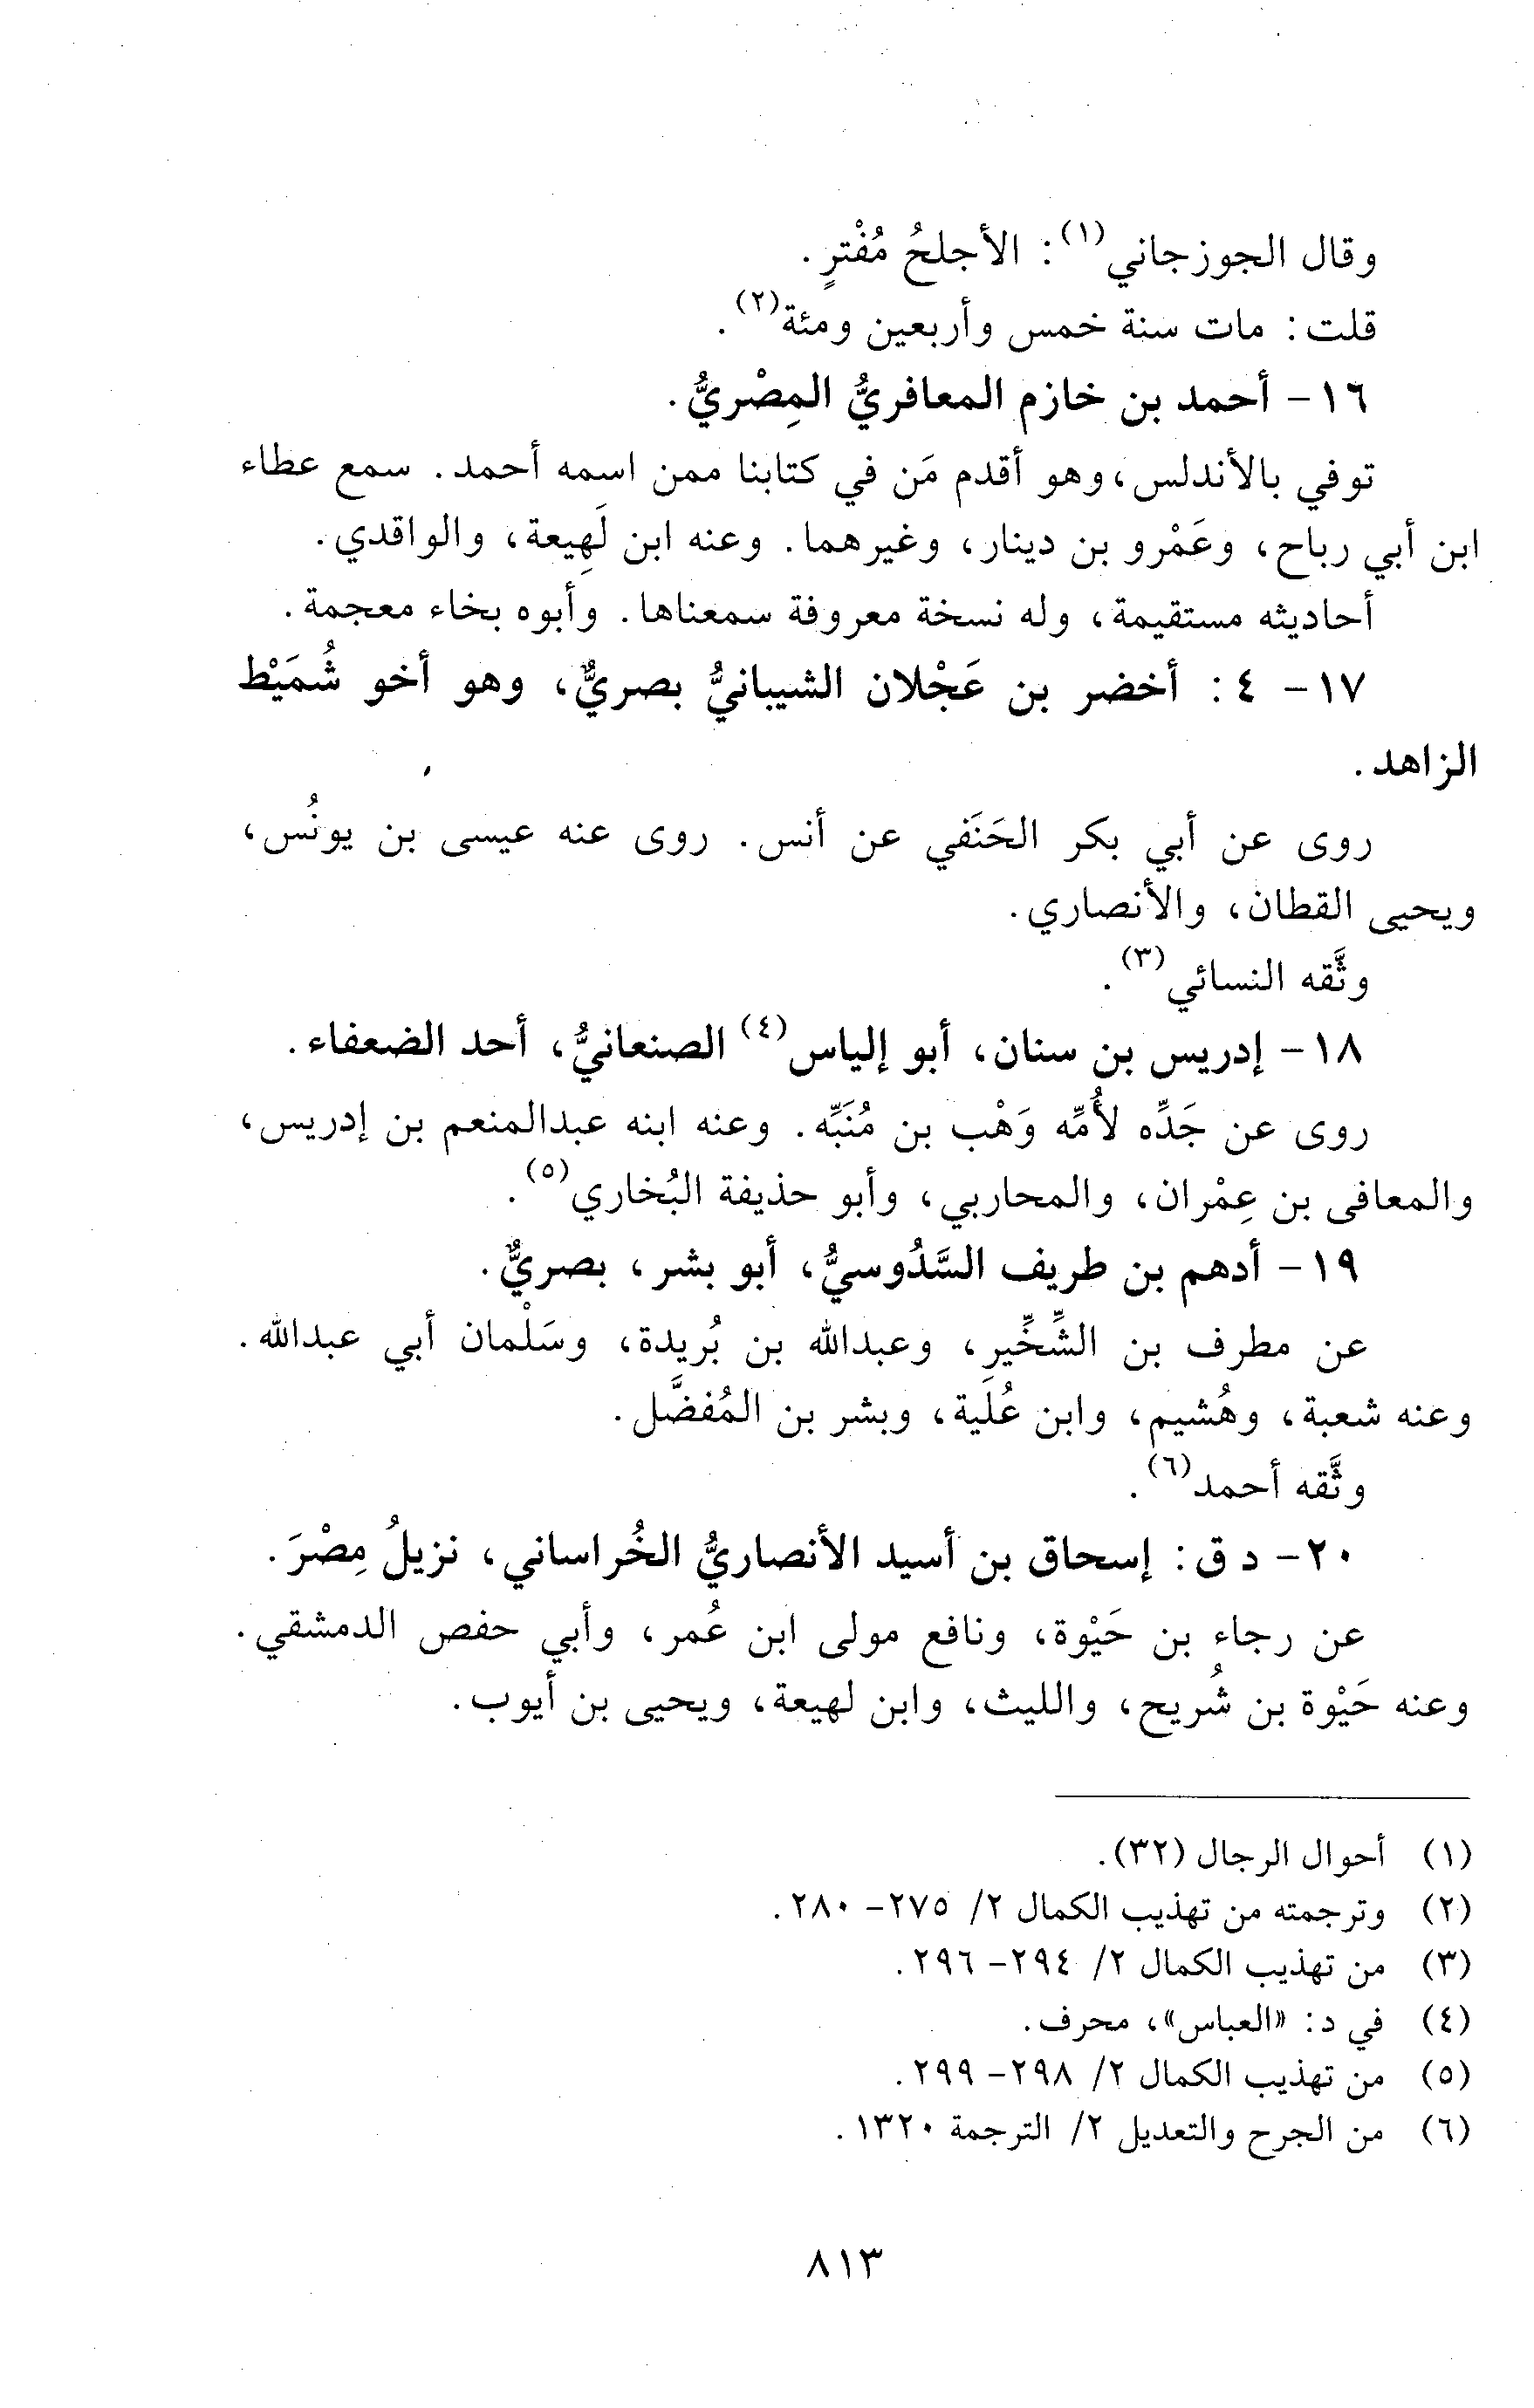 وقال الجوزجاني(١): الأجلحُ مُفْترٍ.
قلت: مات سنة خمس وأربعين ومئة(٢).
١٦- أحمد بن خازم المعافريُّ المِصْريُّ.
توفي بالأندلس، وهو أقدم مَن في كتابنا ممن اسمه أحمد. سمع عطاء
ابن أبي رباح، وعَمْرو بن دينار، وغيرهما. وعنه ابن لَهِيعة، والواقدي.
أحاديثه مستقيمة، وله نسخة معروفة سمعناها. وأبوه بخاء معجمة.
١٧- ٤: أخضر بن عَجْلان الشيبانيُّ بصريٌّ، وهو أخو شُمَيْط
الزاهد.
روى عن أبي بكر الحَنَفي عن أنس. روى عنه عيسى بن يونُس،
ويحيى القطان، والأنصاري.
وثَّقه النسائي(٣).
١٨- إدريس بن سنان، أبو إلياس(٤) الصنعانيُّ، أحد الضعفاء.
روى عن جَدِّه لأُمِّه وَهْب بن مُنَبِّه. وعنه ابنه عبدالمنعم بن إدريس،
والمعافى بن عِمْران، والمحاربي، وأبو حذيفة البُخاري(٥).
١٩- أدهم بن طريف السَّدُوسيُّ، أبو بشر، بصريٌّ.
عن مطرف بن الشِّخِّير، وعبدالله بن بُريدة، وسَلْمان أبي عبدالله.
وعنه شعبة، وهُشيم، وابن عُلَية، وبشر بن المُفضَّل.
وثَّقه أحمد(٦).
٢٠- د ق: إسحاق بن أسيد الأنصاريُّ الخُراساني، نزيلُ مِصْرَ.
عن رجاء بن حَيْوة، ونافع مولى ابن عُمر، وأبي حفص الدمشقي.
وعنه حَيْوة بن شُريح، والليث، وابن لهيعة، ويحيى بن أيوب.
(١) أحوال الرجال (٣٢).
(٢) وترجمته من تهذيب الكمال ٢/ ٢٧٥- ٢٨٠.
(٣) من تهذيب الكمال ٢/ ٢٩٤- ٢٩٦.
(٤) في د: «العباس»، محرف.
(٥) من تهذيب الكمال ٢/ ٢٩٨- ٢٩٩.
(٦) من الجرح والتعديل ٢/ الترجمة ١٣٢٠.
٨١٣